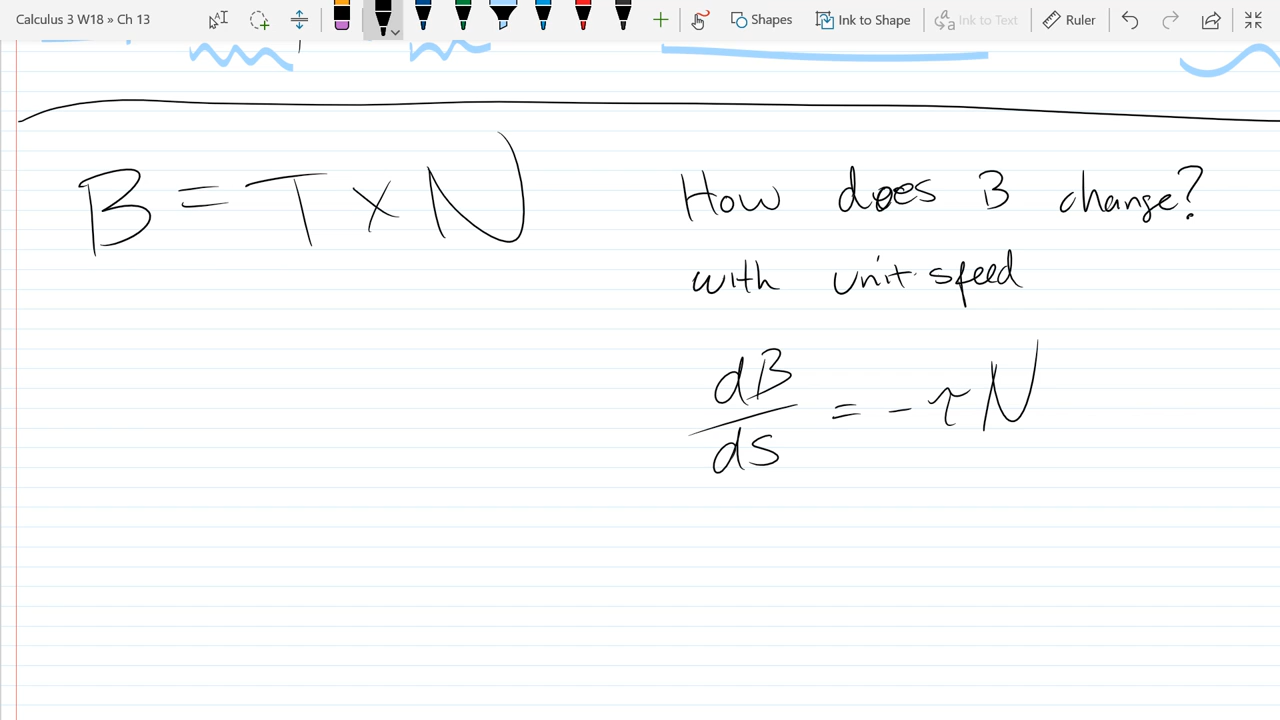 Calculus 3 W18 » Ch 13
Shapes
Ink to Shape
Ink to Text
Ruler
B = T × N
How does B change?
with unit·speed
dB/ds = -τN